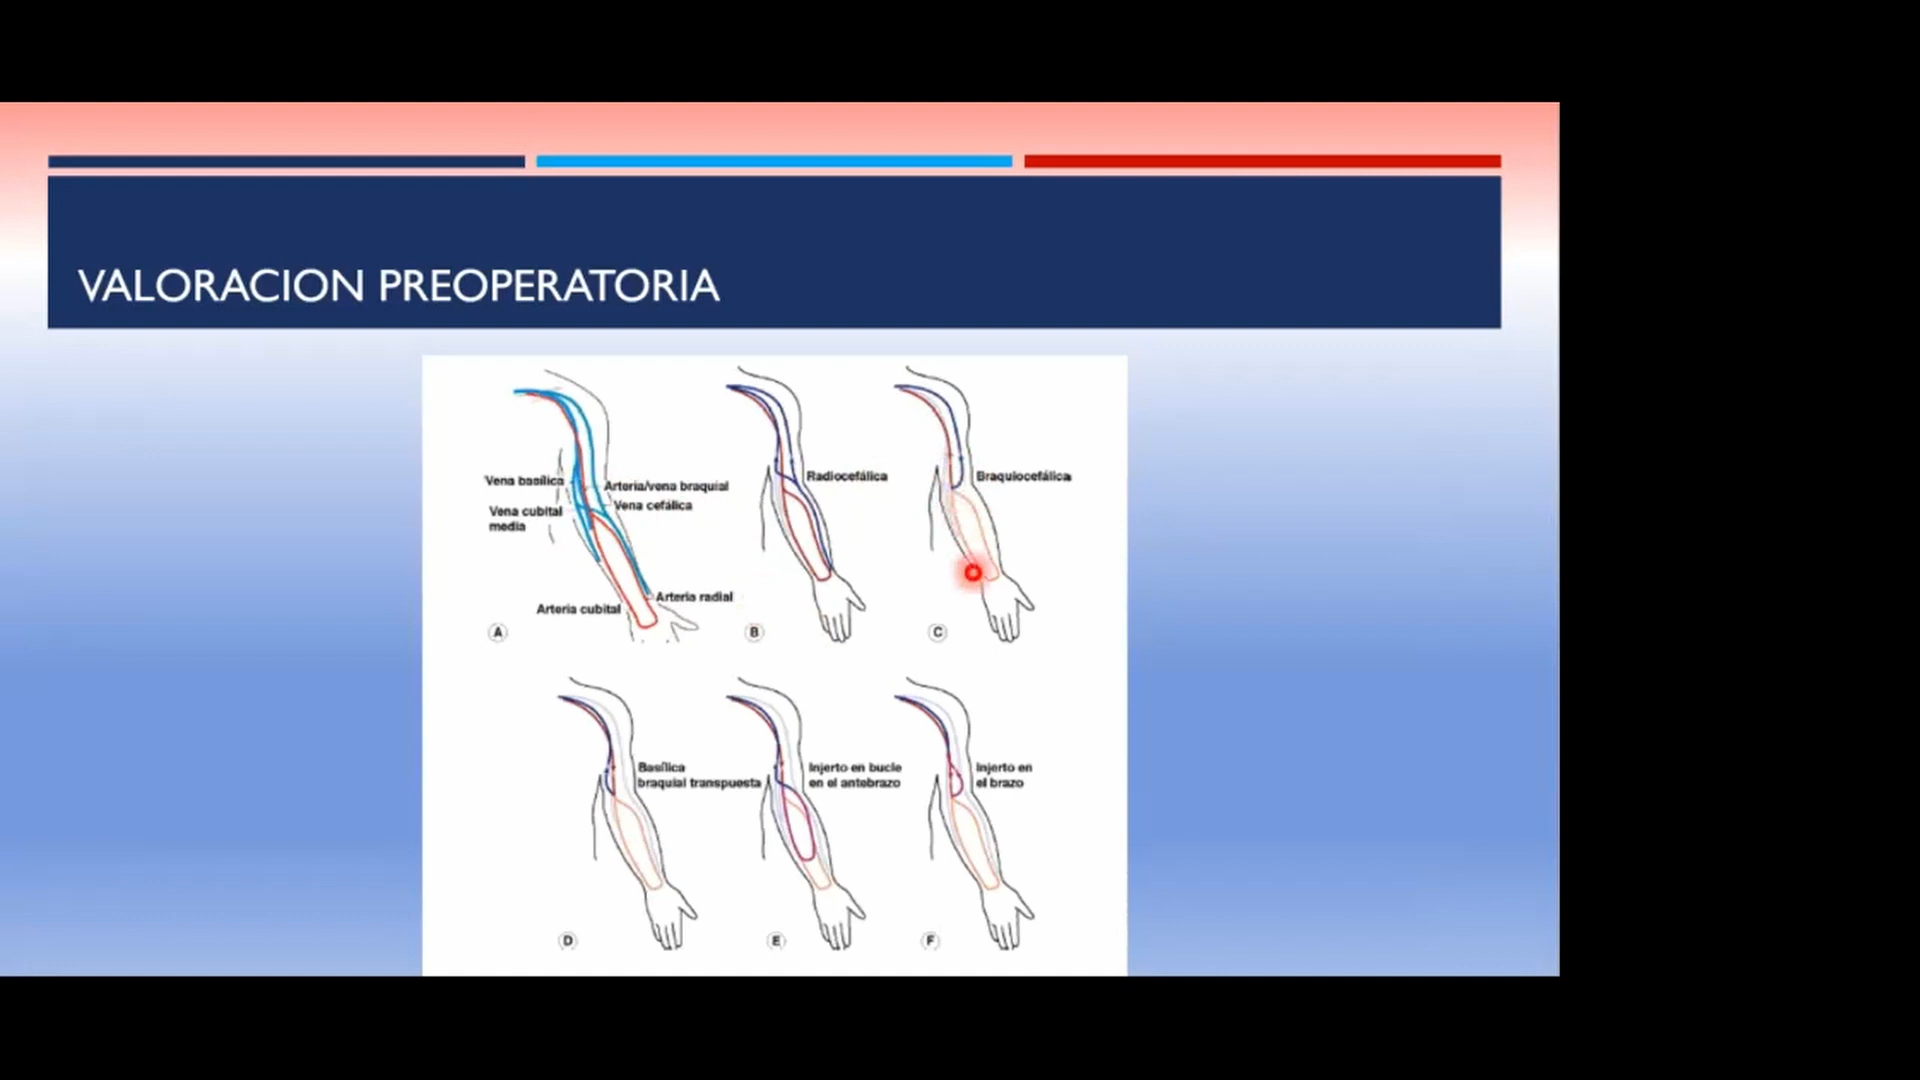 VALORACION PREOPERATORIA
Vena basílica
Arteria/vena braquial
Vena cefálica
Vena cubital
media
Arteria radial
Arteria cubital
A
Radiocefálica
B
Braquiocefálica
C
Basílica
braquial transpuesta
D
Injerto en bucle
en el antebrazo
E
Injerto en
el brazo
F